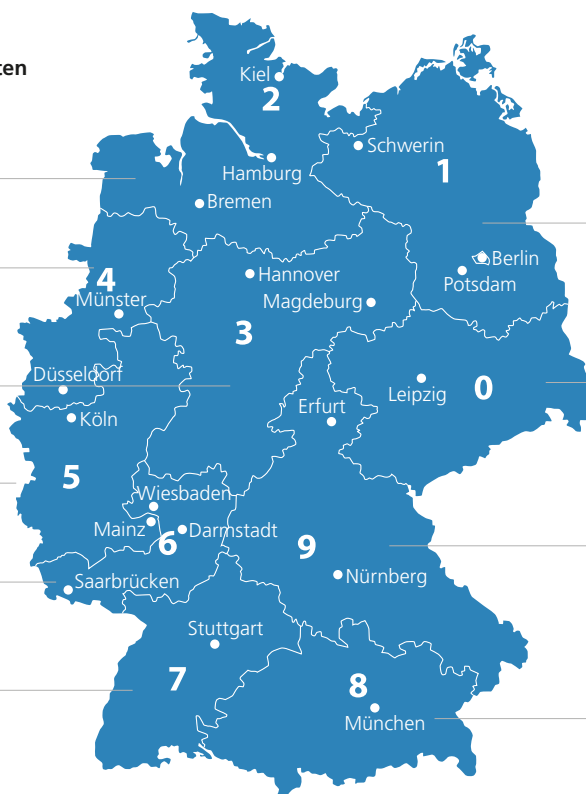 ten
Kiel
2
Schwerin
1
Hamburg
Bremen
Berlin
Potsdam
4
Hannover
Münster
Magdeburg
3
Düsseldorf
Leipzig
0
Erfurt
Köln
5
Wiesbaden
Mainz
Darmstadt
6
9
Nürnberg
Saarbrücken
Stuttgart
7
8
München